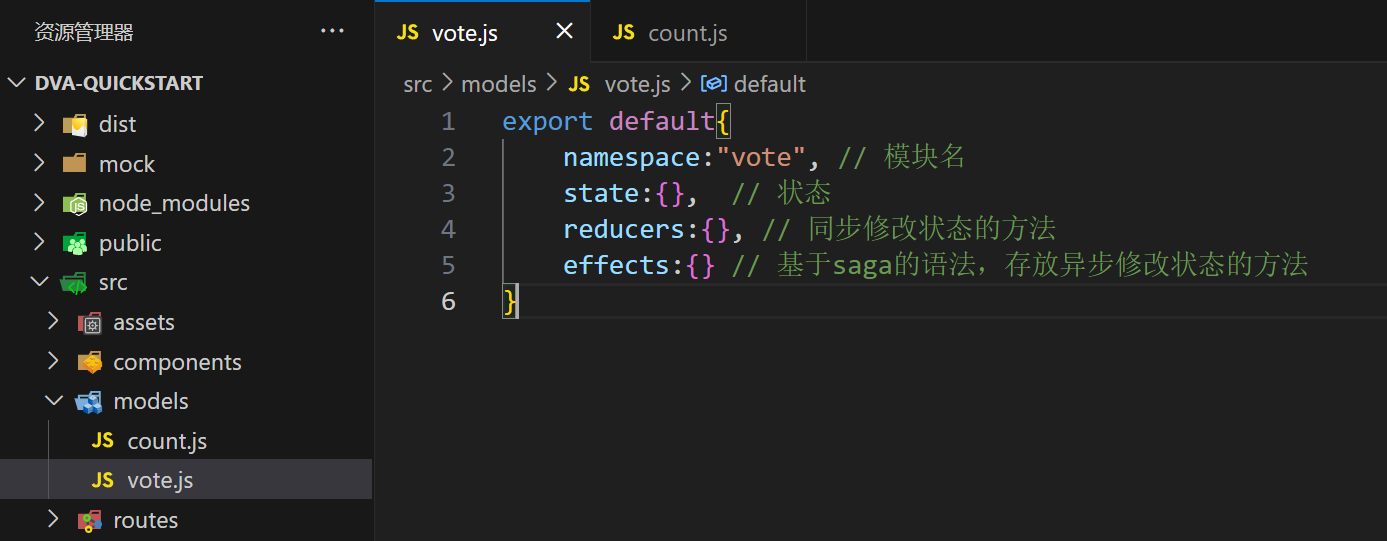 资源管理器 ...
DVA-QUICKSTART
dist
mock
node_modules
public
src
assets
components
models
JS count.js
JS vote.js
routes
JS vote.js JS count.js
src > models > JS vote.js > default
1 export default{
2 namespace:"vote", // 模块名
3 state:{}, // 状态
4 reducers:{}, // 同步修改状态的方法
5 effects:{} // 基于saga的语法，存放异步修改状态的方法
6 }